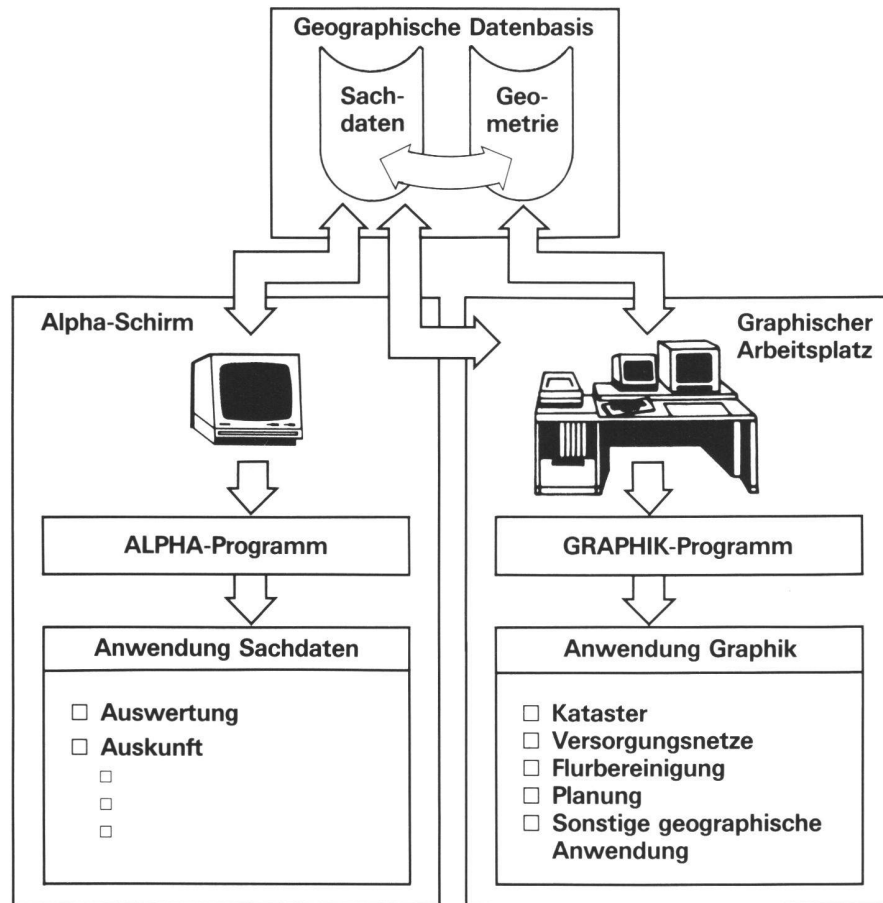 Geographische Datenbasis
Sach-
daten
Geo-
metrie
Alpha-Schirm
ALPHA-Programm
Anwendung Sachdaten
□ Auswertung
□ Auskunft
□
□
□
Graphischer
Arbeitsplatz
GRAPHIK-Programm
Anwendung Graphik
□ Kataster
□ Versorgungsnetze
□ Flurbereinigung
□ Planung
□ Sonstige geographische
Anwendung